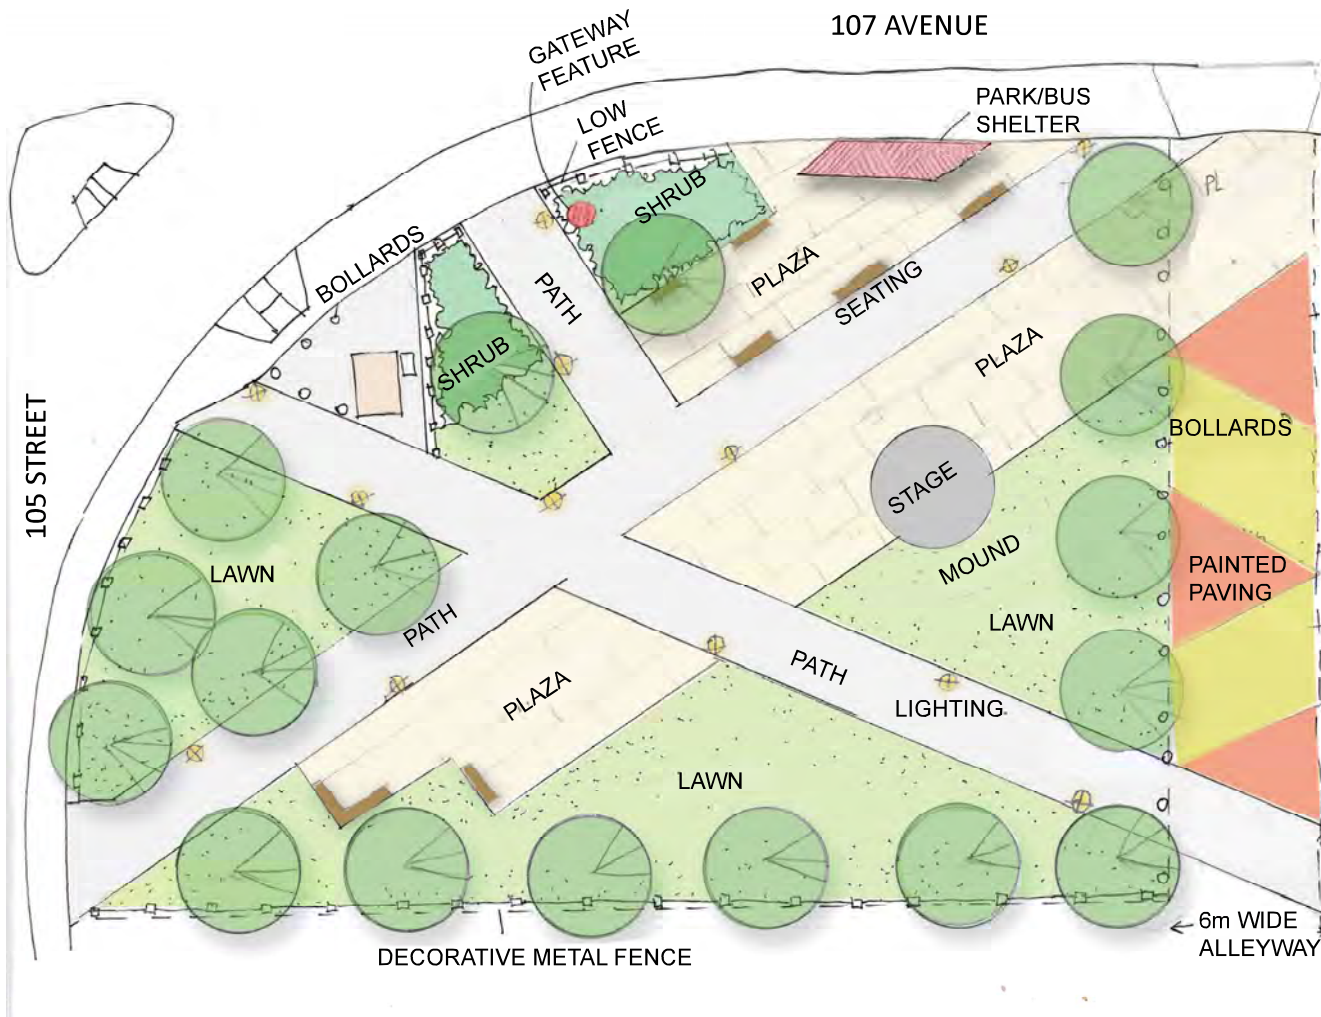 107 AVENUE
GATEWAY
FEATURE
PARK/BUS
SHELTER
LOW
FENCE
PL
SHRUB
BOLLARDS
PLAZA
PATH
SEATING
SHRUB
PLAZA
105 STREET
BOLLARDS
STAGE
MOUND
PAINTED
PAVING
LAWN
LAWN
PATH
PATH
PLAZA
LIGHTING
LAWN
6m WIDE
ALLEYWAY
DECORATIVE METAL FENCE